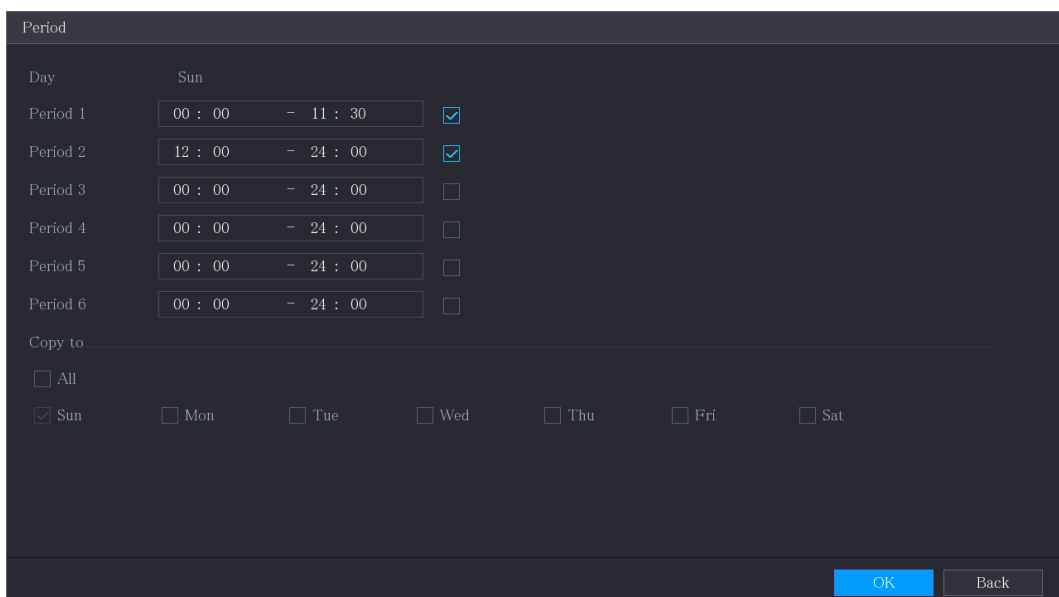 Period
Day Sun
Period 1 00 : 00 - 11 : 30
Period 2 12 : 00 - 24 : 00
Period 3 00 : 00 - 24 : 00
Period 4 00 : 00 - 24 : 00
Period 5 00 : 00 - 24 : 00
Period 6 00 : 00 - 24 : 00
Copy to
All
Sun Mon Tue Wed Thu Fri Sat
OK Back